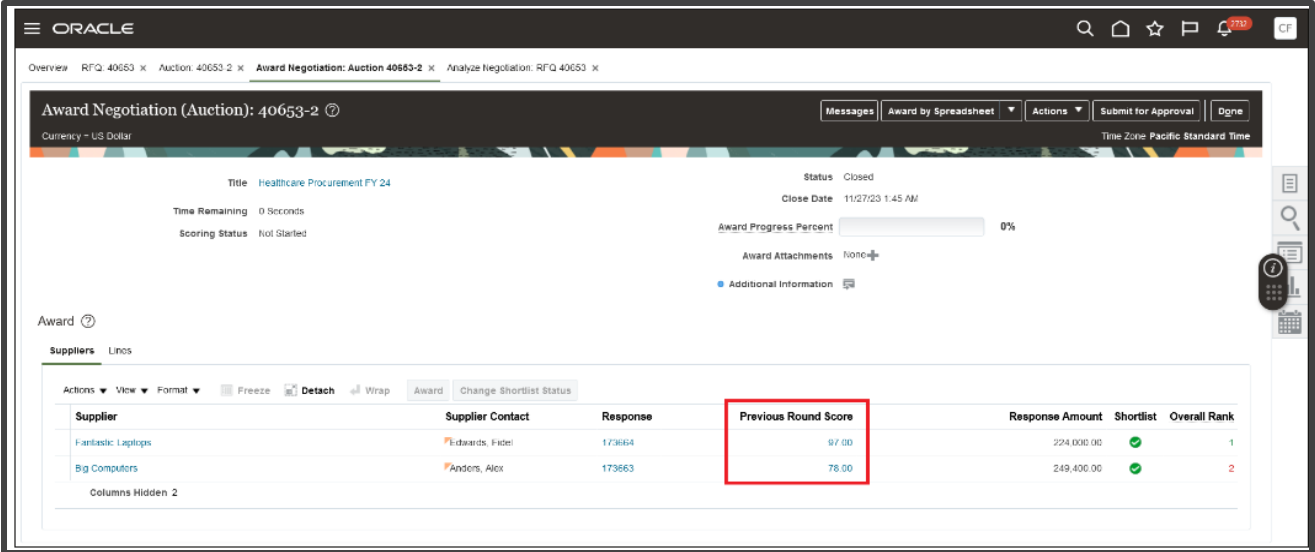 ORACLE
2712
CF
Overview RFQ: 40653 × Auction: 40653-2 × Award Negotiation: Auction 40653-2 × Analyze Negotiation: RFQ 40653 ×
Award Negotiation (Auction): 40653-2
Messages Award by Spreadsheet Actions Submit for Approval Done
Currency = US Dollar
Time Zone Pacific Standard Time
Title Healthcare Procurement FY 24
Status Closed
Close Date 11/27/23 1:45 AM
Time Remaining 0 Seconds
Scoring Status Not Started
Award Progress Percent 0%
Award Attachments None
Additional Information
Award
Suppliers Lines
Actions View Format Freeze Detach Wrap Award Change Shortlist Status
Supplier Supplier Contact Response Previous Round Score Response Amount Shortlist Overall Rank
Fantastic Laptops Edwards, Fidel 173664 97.00 224,000.00 1
Big Computers Anders, Alex 173663 78.00 249,400.00 2
Columns Hidden 2